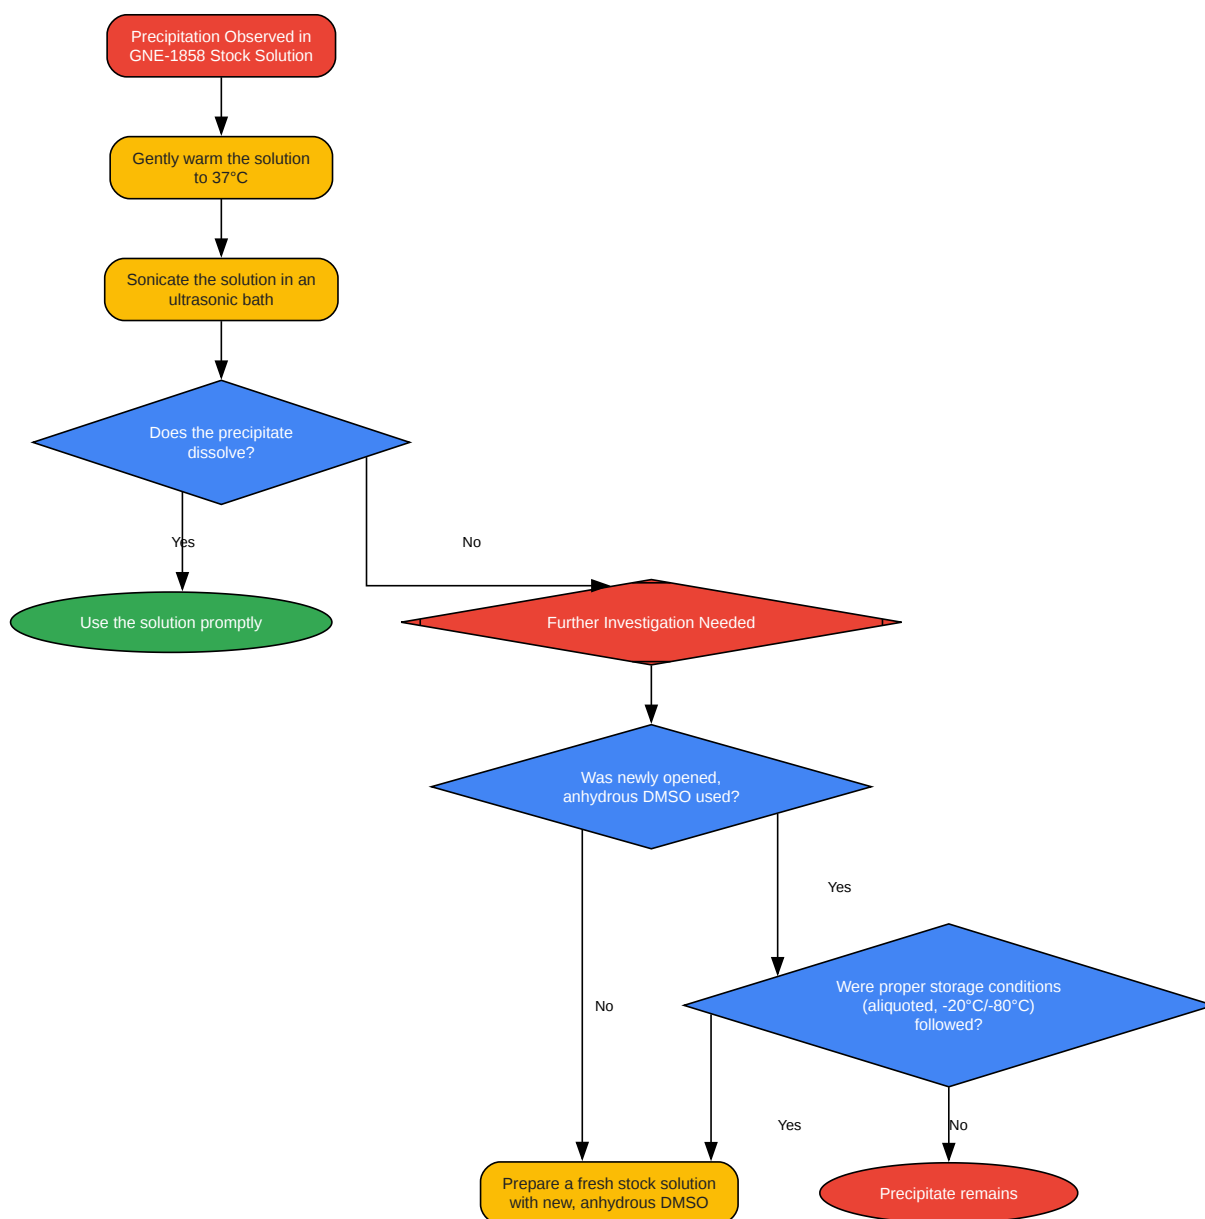 Precipitation Observed in
GNE-1858 Stock Solution
Gently warm the solution
to 37°C
Sonicate the solution in an
ultrasonic bath
Does the precipitate
dissolve?
Yes
No
Use the solution promptly
Further Investigation Needed
Was newly opened,
anhydrous DMSO used?
Yes
No
Were proper storage conditions
(aliquoted, -20°C/-80°C)
followed?
Yes
No
Prepare a fresh stock solution
with new, anhydrous DMSO
Precipitate remains